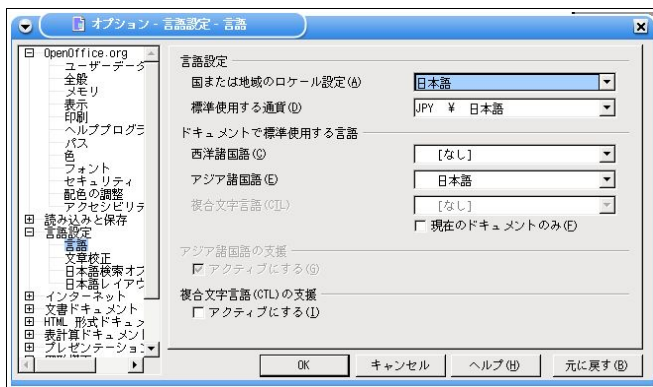 オプション - 言語設定 - 言語
OpenOffice.org
ユーザーデータ
全般
メモリ
表示
印刷
ヘルププログラ
パス
色
フォント
セキュリティ
配色の調整
アクセシビリテ
読み込みと保存
言語設定
言語
文章校正
日本語検索オプ
日本語レイアウ
インターネット
文書ドキュメント
HTML 形式ドキュメ
表計算ドキュメント
プレゼンテーション
言語設定
国または地域のロケール設定(A)
日本語
標準使用する通貨(D)
JPY ¥ 日本語
ドキュメントで標準使用する言語
西洋諸国語(C)
[なし]
アジア諸国語(E)
日本語
複合文字言語(CTL)
[なし]
現在のドキュメントのみ(F)
アジア諸国語の支援
アクティブにする(G)
複合文字言語(CTL)の支援
アクティブにする(I)
OK
キャンセル
ヘルプ(H)
元に戻す(B)